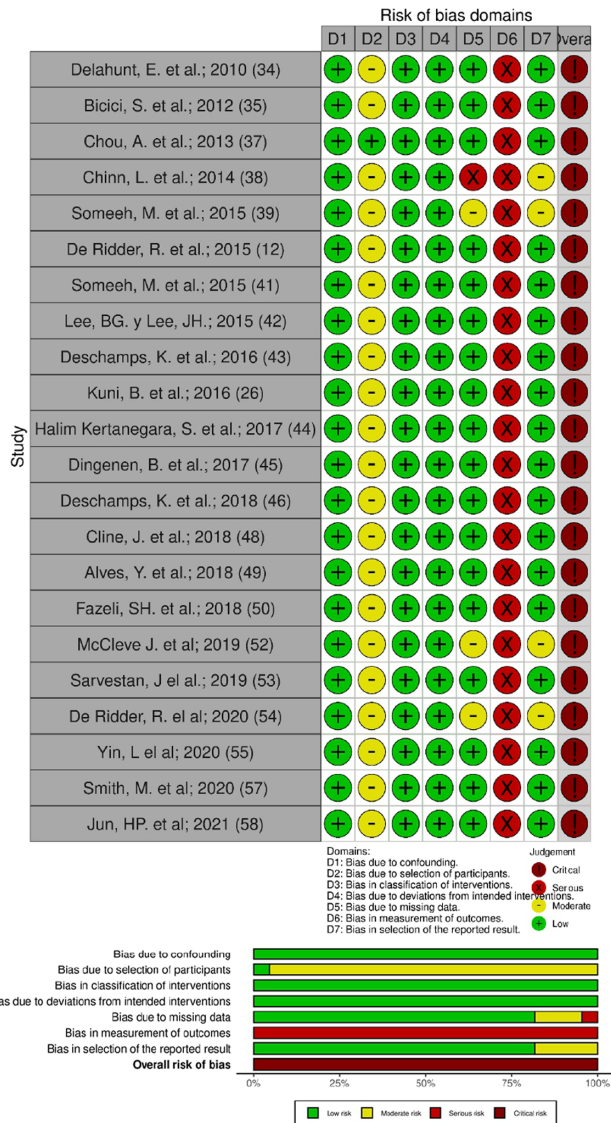 Risk of bias domains
D1 D2 D3 D4 D5 D6 D7 Overa
Study
Delahunt, E. et al.; 2010 (34) + - + + + X + !
Bicici, S. et al.; 2012 (35) + - + + + X + !
Chou, A. et al.; 2013 (37) + + + + + X + !
Chinn, L. et al.; 2014 (38) + - + + X X - !
Someeh, M. et al.; 2015 (39) + - + + - X - !
De Ridder, R. et al.; 2015 (12) + - + + + X + !
Someeh, M. et al.; 2015 (41) + - + + + X + !
Lee, BG. y Lee, JH.; 2015 (42) + - + + + X + !
Deschamps, K. et al.; 2016 (43) + - + + + X + !
Kuni, B. et al.; 2016 (26) + - + + + X + !
Halim Kertanegara, S. et al.; 2017 (44) + - + + + X + !
Dingenen, B. et al.; 2017 (45) + - + + + X + !
Deschamps, K. et al.; 2018 (46) + - + + + X + !
Cline, J. et al.; 2018 (48) + - + + + X + !
Alves, Y. et al.; 2018 (49) + - + + + X + !
Fazeli, SH. et al.; 2018 (50) + - + + + X + !
McCleve J. et al; 2019 (52) + - + + - X - !
Sarvestan, J el al.; 2019 (53) + - + + + X + !
De Ridder, R. el al; 2020 (54) + - + + - X - !
Yin, L el al; 2020 (55) + - + + + X + !
Smith, M. et al; 2020 (57) + - + + + X + !
Jun, HP. et al; 2021 (58) + - + + + X + !
Domains:
D1: Bias due to confounding.
D2: Bias due to selection of participants.
D3: Bias in classification of interventions.
D4: Bias due to deviations from intended interventions.
D5: Bias due to missing data.
D6: Bias in measurement of outcomes.
D7: Bias in selection of the reported result.
Judgement
! Critical
X Serious
- Moderate
+ Low
Bias due to confounding
Bias due to selection of participants
Bias in classification of interventions
as due to deviations from intended interventions
Bias due to missing data
Bias in measurement of outcomes
Bias in selection of the reported result
Overall risk of bias
0% 25% 50% 75% 100%
Low risk Moderate risk Serious risk Critical risk